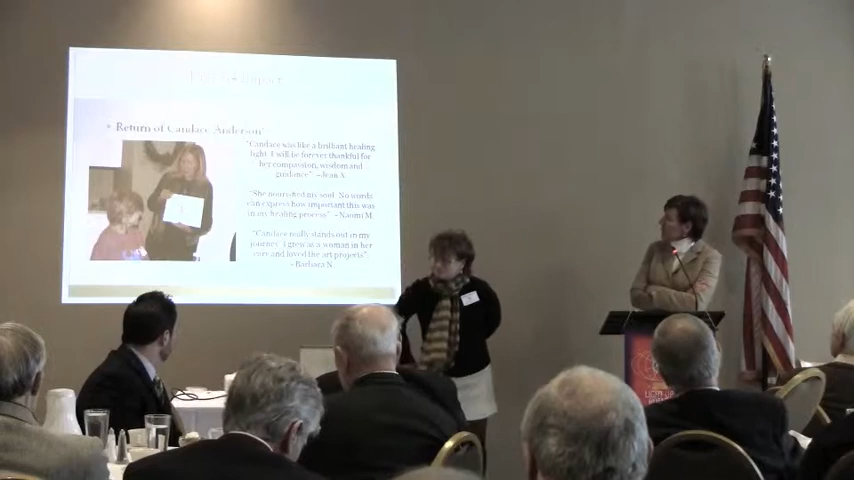 • Return of Candace Anderson
"Candace was like a brilliant healing
light. I will be forever thankful for
her compassion, wisdom and
guidance" ~Jean A.
"She nourished my soul. No words
can express how important this was
in my healing process" ~Naomi M.
"Candace really stands out in my
journey. I grew as a woman in her
care and loved the art projects."
~Barbara N.